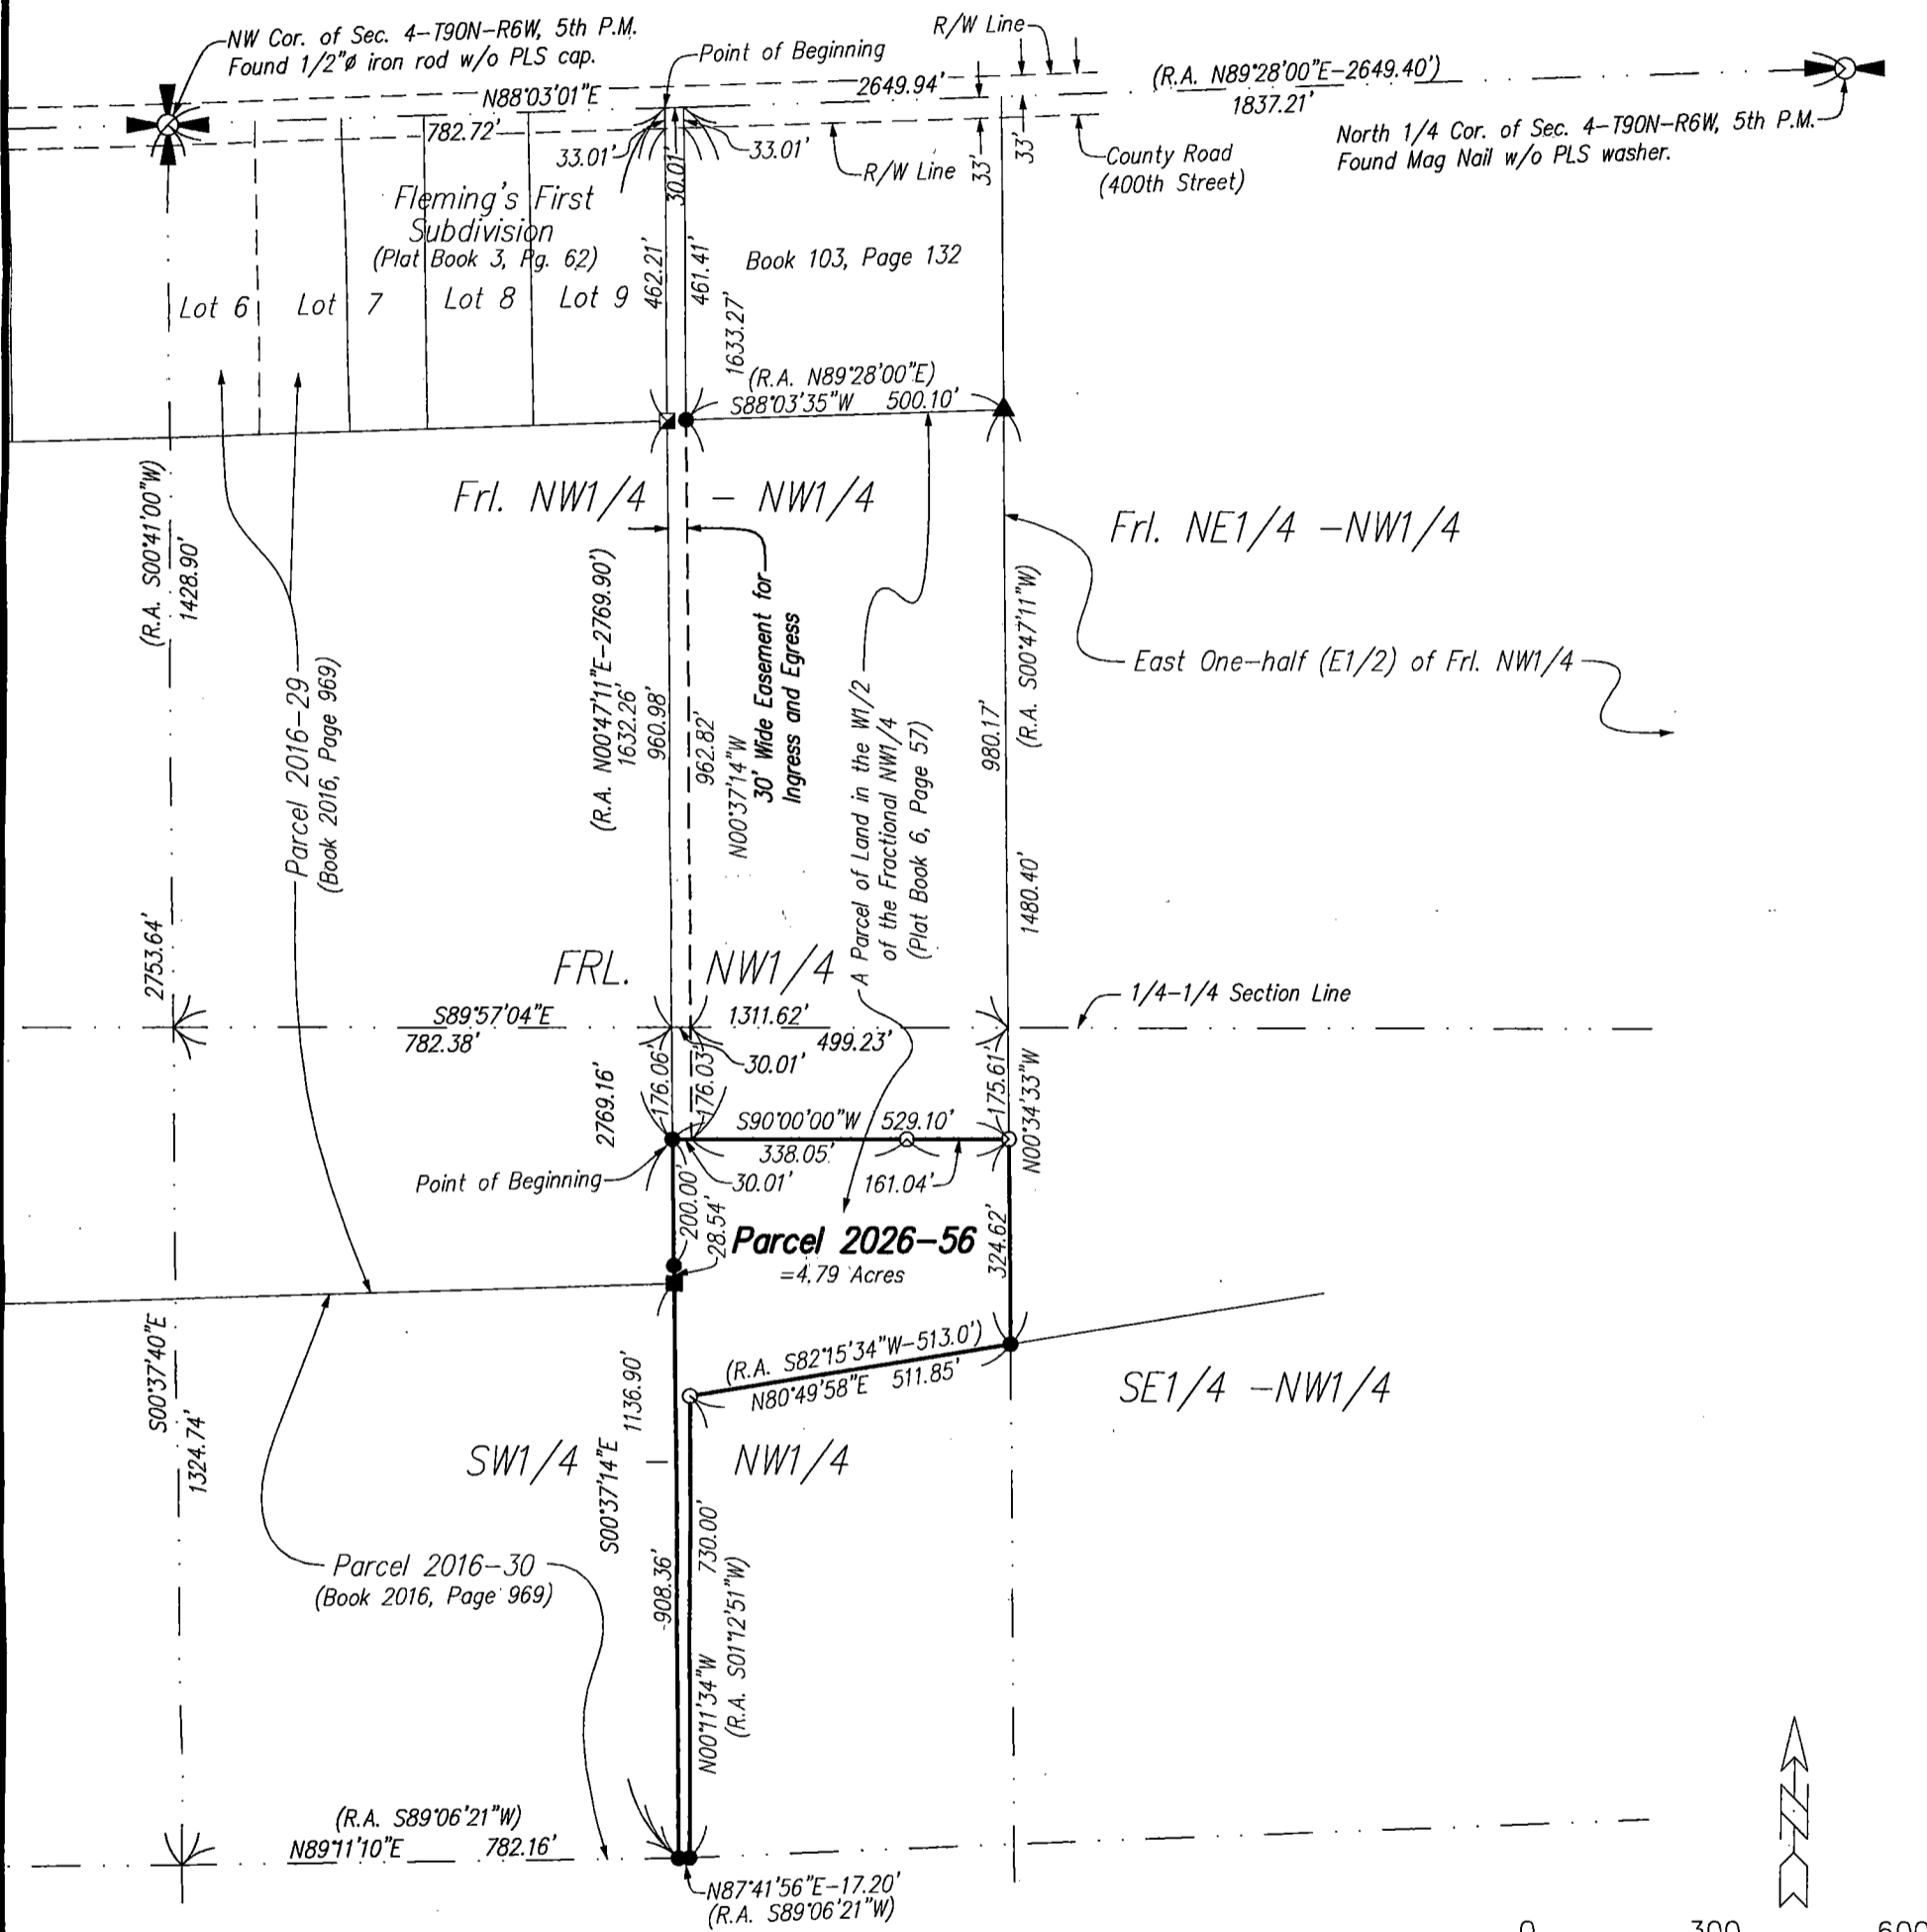 NW Cor. of Sec. 4-T90N-R6W, 5th P.M.
Found 1/2"ø iron rod w/o PLS cap.
Point of Beginning
R/W Line
N88°03'01"E
2649.94'
(R.A. N89°28'00"E-2649.40')
1837.21'
782.72'
33.01'
33.01'
30.01'
R/W Line
33'
33'
County Road
(400th Street)
North 1/4 Cor. of Sec. 4-T90N-R6W, 5th P.M.
Found Mag Nail w/o PLS washer.
Fleming's First
Subdivision
(Plat Book 3, Pg. 62)
Lot 6
Lot 7
Lot 8
Lot 9
462.21'
461.41'
1633.27'
Book 103, Page 132
(R.A. N89°28'00"E)
S88°03'35"W 500.10'
(R.A. S00°41'00"W)
1428.90'
Frl. NW1/4 - NW1/4
Frl. NE1/4 -NW1/4
Parcel 2016-29
(Book 2016, Page 969)
(R.A. N00°47'11"E-2769.90')
1632.26'
960.98'
962.82'
N00°37'14"W
30' Wide Easement for
Ingress and Egress
A Parcel of Land in the W1/2
of the Fractional NW1/4
(Plat Book 6, Page 57)
980.17'
(R.A. S00°47'11"W)
East One-half (E1/2) of Frl. NW1/4
1480.40'
2753.64'
FRL. NW1/4
1/4-1/4 Section Line
S89°57'04"E
782.38'
1311.62'
499.23'
30.01'
2769.16'
176.06'
176.03'
175.61'
N00°34'33"W
S90°00'00"W 529.10'
338.05'
30.01'
161.04'
Point of Beginning
200.00'
28.54'
Parcel 2026-56
=4.79 Acres
324.62'
S00°37'40"E
1324.74'
(R.A. S82°15'34"W-513.0')
N80°49'58"E 511.85'
SE1/4 -NW1/4
1136.90'
S00°37'14"E
SW1/4 - NW1/4
908.36'
730.00'
N00°11'34"W
(R.A. S01°12'51"W)
Parcel 2016-30
(Book 2016, Page 969)
(R.A. S89°06'21"W)
N89°11'10"E 782.16'
N87°41'56"E-17.20'
(R.A. S89°06'21"W)
0 300 600